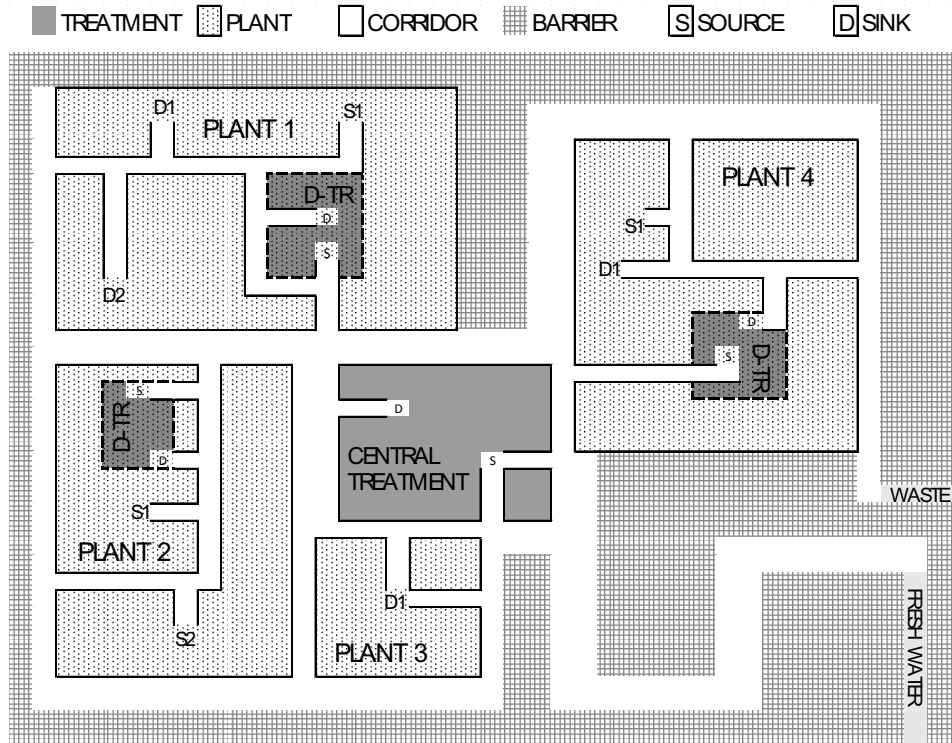 TREATMENT PLANT CORRIDOR BARRIER S SOURCE D SINK
D1
S1
PLANT 1
D-TR
D
S
D2
PLANT 4
S1
D1
D
S
D-TR
S
D-TR
D
S1
PLANT 2
S2
D
S
CENTRAL
TREATMENT
D1
PLANT 3
WASTE
FRESH WATER